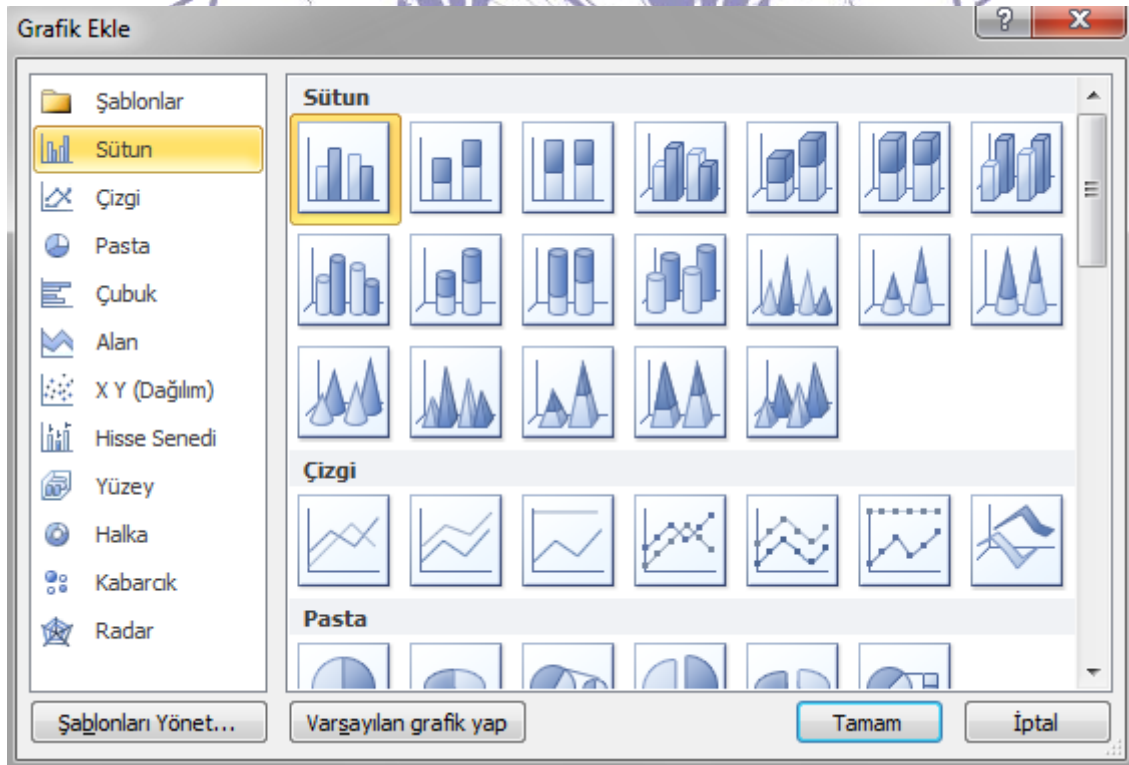 Grafik Ekle
Şablonlar
Sütun
Çizgi
Pasta
Çubuk
Alan
X Y (Dağılım)
Hisse Senedi
Yüzey
Halka
Kabarcık
Radar
Sütun
Çizgi
Pasta
Şablonları Yönet...
Varsayılan grafik yap
Tamam
İptal